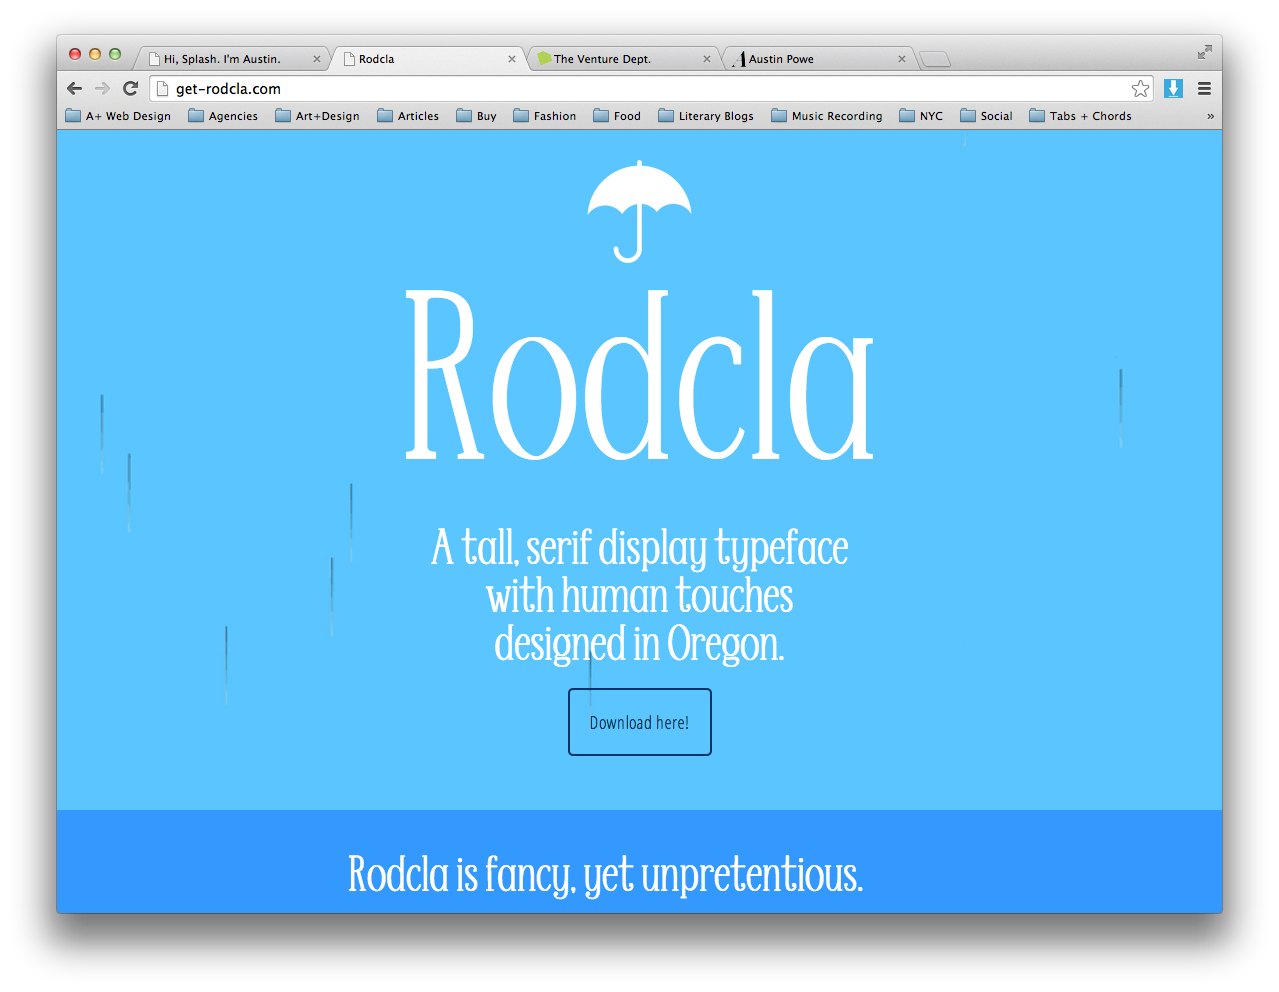 Hi, Splash. I'm Austin.
Rodcla
The Venture Dept.
Austin Powe
get-rodcla.com
A+ Web Design
Agencies
Art+Design
Articles
Buy
Fashion
Food
Literary Blogs
Music Recording
NYC
Social
Tabs + Chords
»
Rodcla
A tall, serif display typeface
with human touches
designed in Oregon.
Download here!
Rodcla is fancy, yet unpretentious.